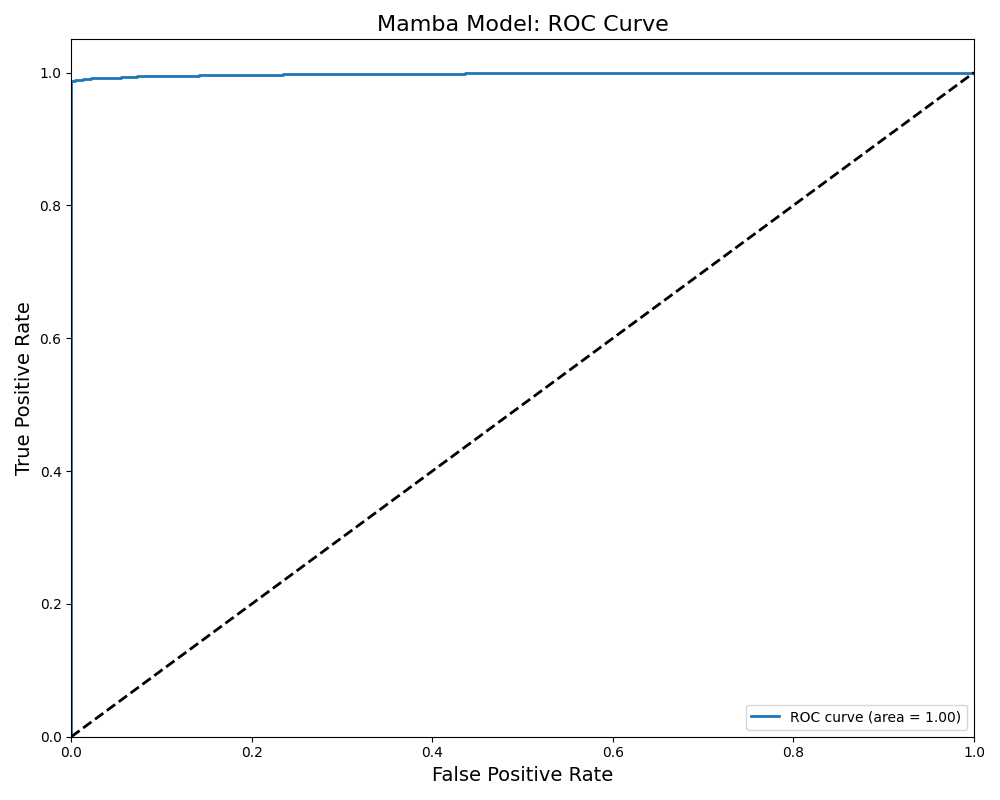 Mamba Model: ROC Curve
True Positive Rate
1.0
0.8
0.6
0.4
0.2
0.0
0.0 0.2 0.4 0.6 0.8 1.0
False Positive Rate
ROC curve (area = 1.00)